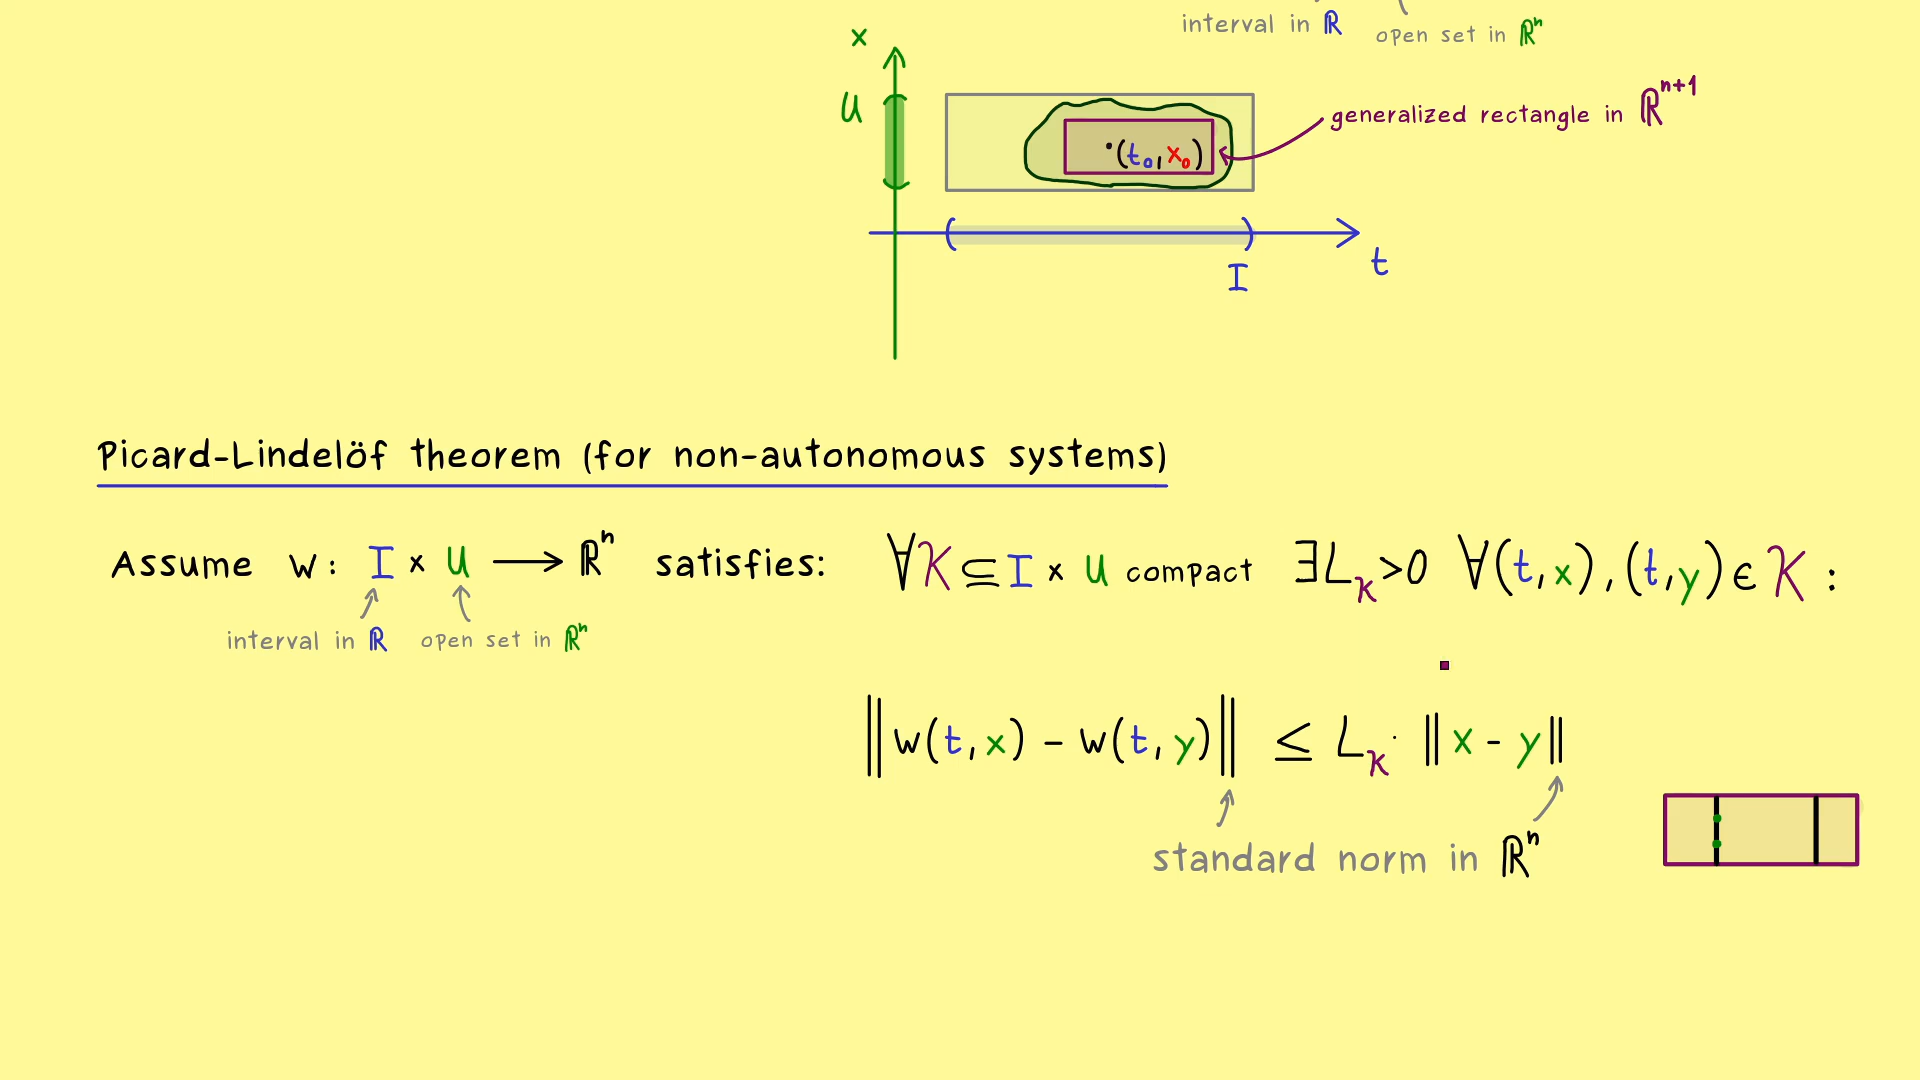 interval in ℝ open set in ℝⁿ
x
U
generalized rectangle in ℝⁿ⁺¹
(t₀, x₀)
t
I
Picard-Lindelöf theorem (for non-autonomous systems)
Assume w: I × U ⟶ ℝⁿ satisfies: ∀K ⊆ I × U compact ∃L_K > 0 ∀(t,x), (t,y) ∈ K :
interval in ℝ open set in ℝⁿ
‖w(t,x) - w(t,y)‖ ≤ L_K · ‖x - y‖
standard norm in ℝⁿ